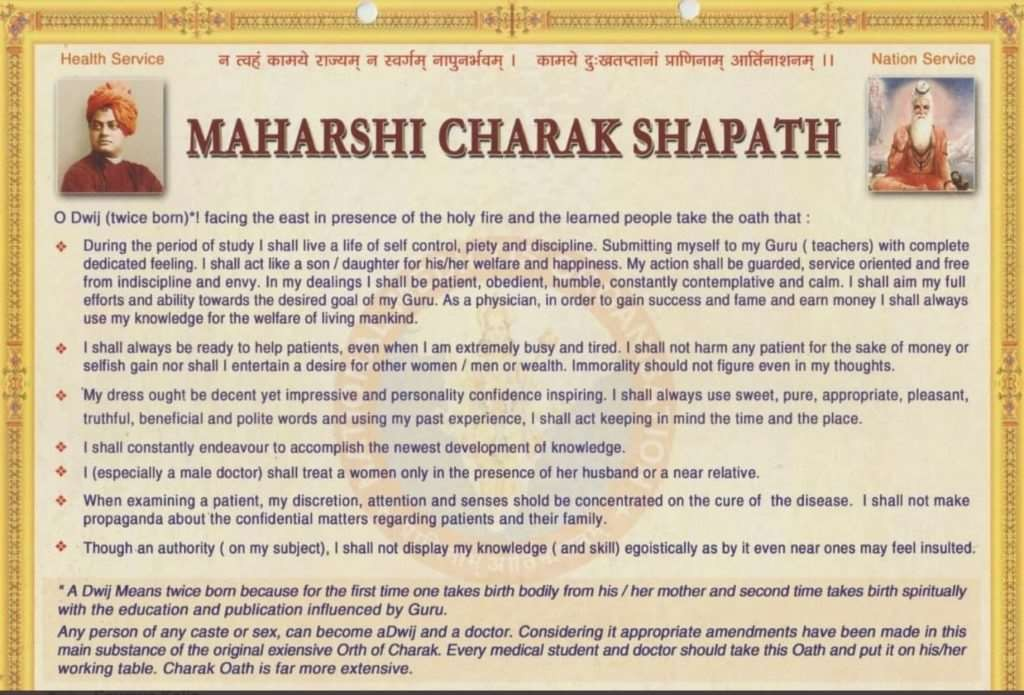 Health Service
न त्वहं कामये राज्यम् न स्वर्गम् नापुनर्भवम् । कामये दुःखतप्तानां प्राणिनाम् आर्तिनाशनम् ।।
Nation Service
MAHARSHI CHARAK SHAPATH
O Dwij (twice born)*! facing the east in presence of the holy fire and the learned people take the oath that :
❖ During the period of study I shall live a life of self control, piety and discipline. Submitting myself to my Guru ( teachers) with complete
dedicated feeling. I shall act like a son / daughter for his/her welfare and happiness. My action shall be guarded, service oriented and free
from indiscipline and envy. In my dealings I shall be patient, obedient, humble, constantly contemplative and calm. I shall aim my full
efforts and ability towards the desired goal of my Guru. As a physician, in order to gain success and fame and earn money I shall always
use my knowledge for the welfare of living mankind.
❖ I shall always be ready to help patients, even when I am extremely busy and tired. I shall not harm any patient for the sake of money or
selfish gain nor shall I entertain a desire for other women / men or wealth. Immorality should not figure even in my thoughts.
❖ My dress ought be decent yet impressive and personality confidence inspiring. I shall always use sweet, pure, appropriate, pleasant,
truthful, beneficial and polite words and using my past experience, I shall act keeping in mind the time and the place.
❖ I shall constantly endeavour to accomplish the newest development of knowledge.
❖ I (especially a male doctor) shall treat a women only in the presence of her husband or a near relative.
❖ When examining a patient, my discretion, attention and senses shold be concentrated on the cure of the disease. I shall not make
propaganda about the confidential matters regarding patients and their family.
❖ Though an authority ( on my subject), I shall not display my knowledge ( and skill) egoistically as by it even near ones may feel insulted.
* A Dwij Means twice born because for the first time one takes birth bodily from his / her mother and second time takes birth spiritually
with the education and publication influenced by Guru.
Any person of any caste or sex, can become aDwij and a doctor. Considering it appropriate amendments have been made in this
main substance of the original exiensive Orth of Charak. Every medical student and doctor should take this Oath and put it on his/her
working table. Charak Oath is far more extensive.